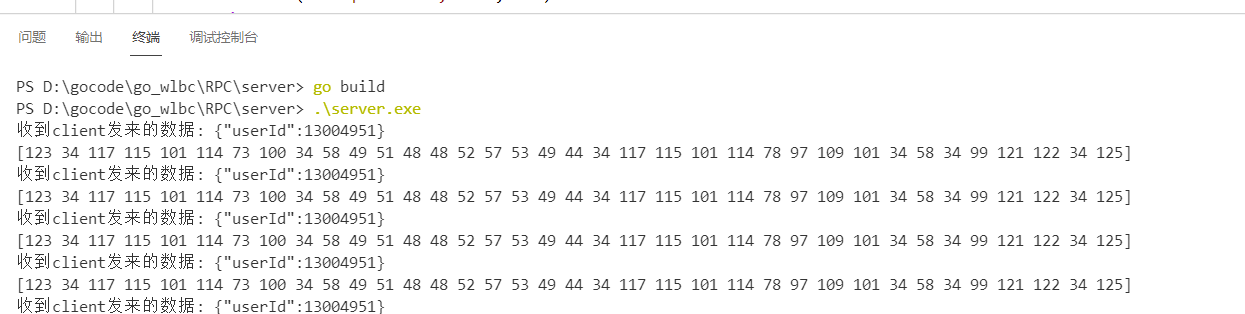 问题 输出 终端 调试控制台
PS D:\gocode\go_wlbc\RPC\server> go build
PS D:\gocode\go_wlbc\RPC\server> .\server.exe
收到client发来的数据: {"userId":13004951}
[123 34 117 115 101 114 73 100 34 58 49 51 48 48 52 57 53 49 44 34 117 115 101 114 78 97 109 101 34 58 34 99 121 122 34 125]
收到client发来的数据: {"userId":13004951}
[123 34 117 115 101 114 73 100 34 58 49 51 48 48 52 57 53 49 44 34 117 115 101 114 78 97 109 101 34 58 34 99 121 122 34 125]
收到client发来的数据: {"userId":13004951}
[123 34 117 115 101 114 73 100 34 58 49 51 48 48 52 57 53 49 44 34 117 115 101 114 78 97 109 101 34 58 34 99 121 122 34 125]
收到client发来的数据: {"userId":13004951}
[123 34 117 115 101 114 73 100 34 58 49 51 48 48 52 57 53 49 44 34 117 115 101 114 78 97 109 101 34 58 34 99 121 122 34 125]
收到client发来的数据: {"userId":13004951}